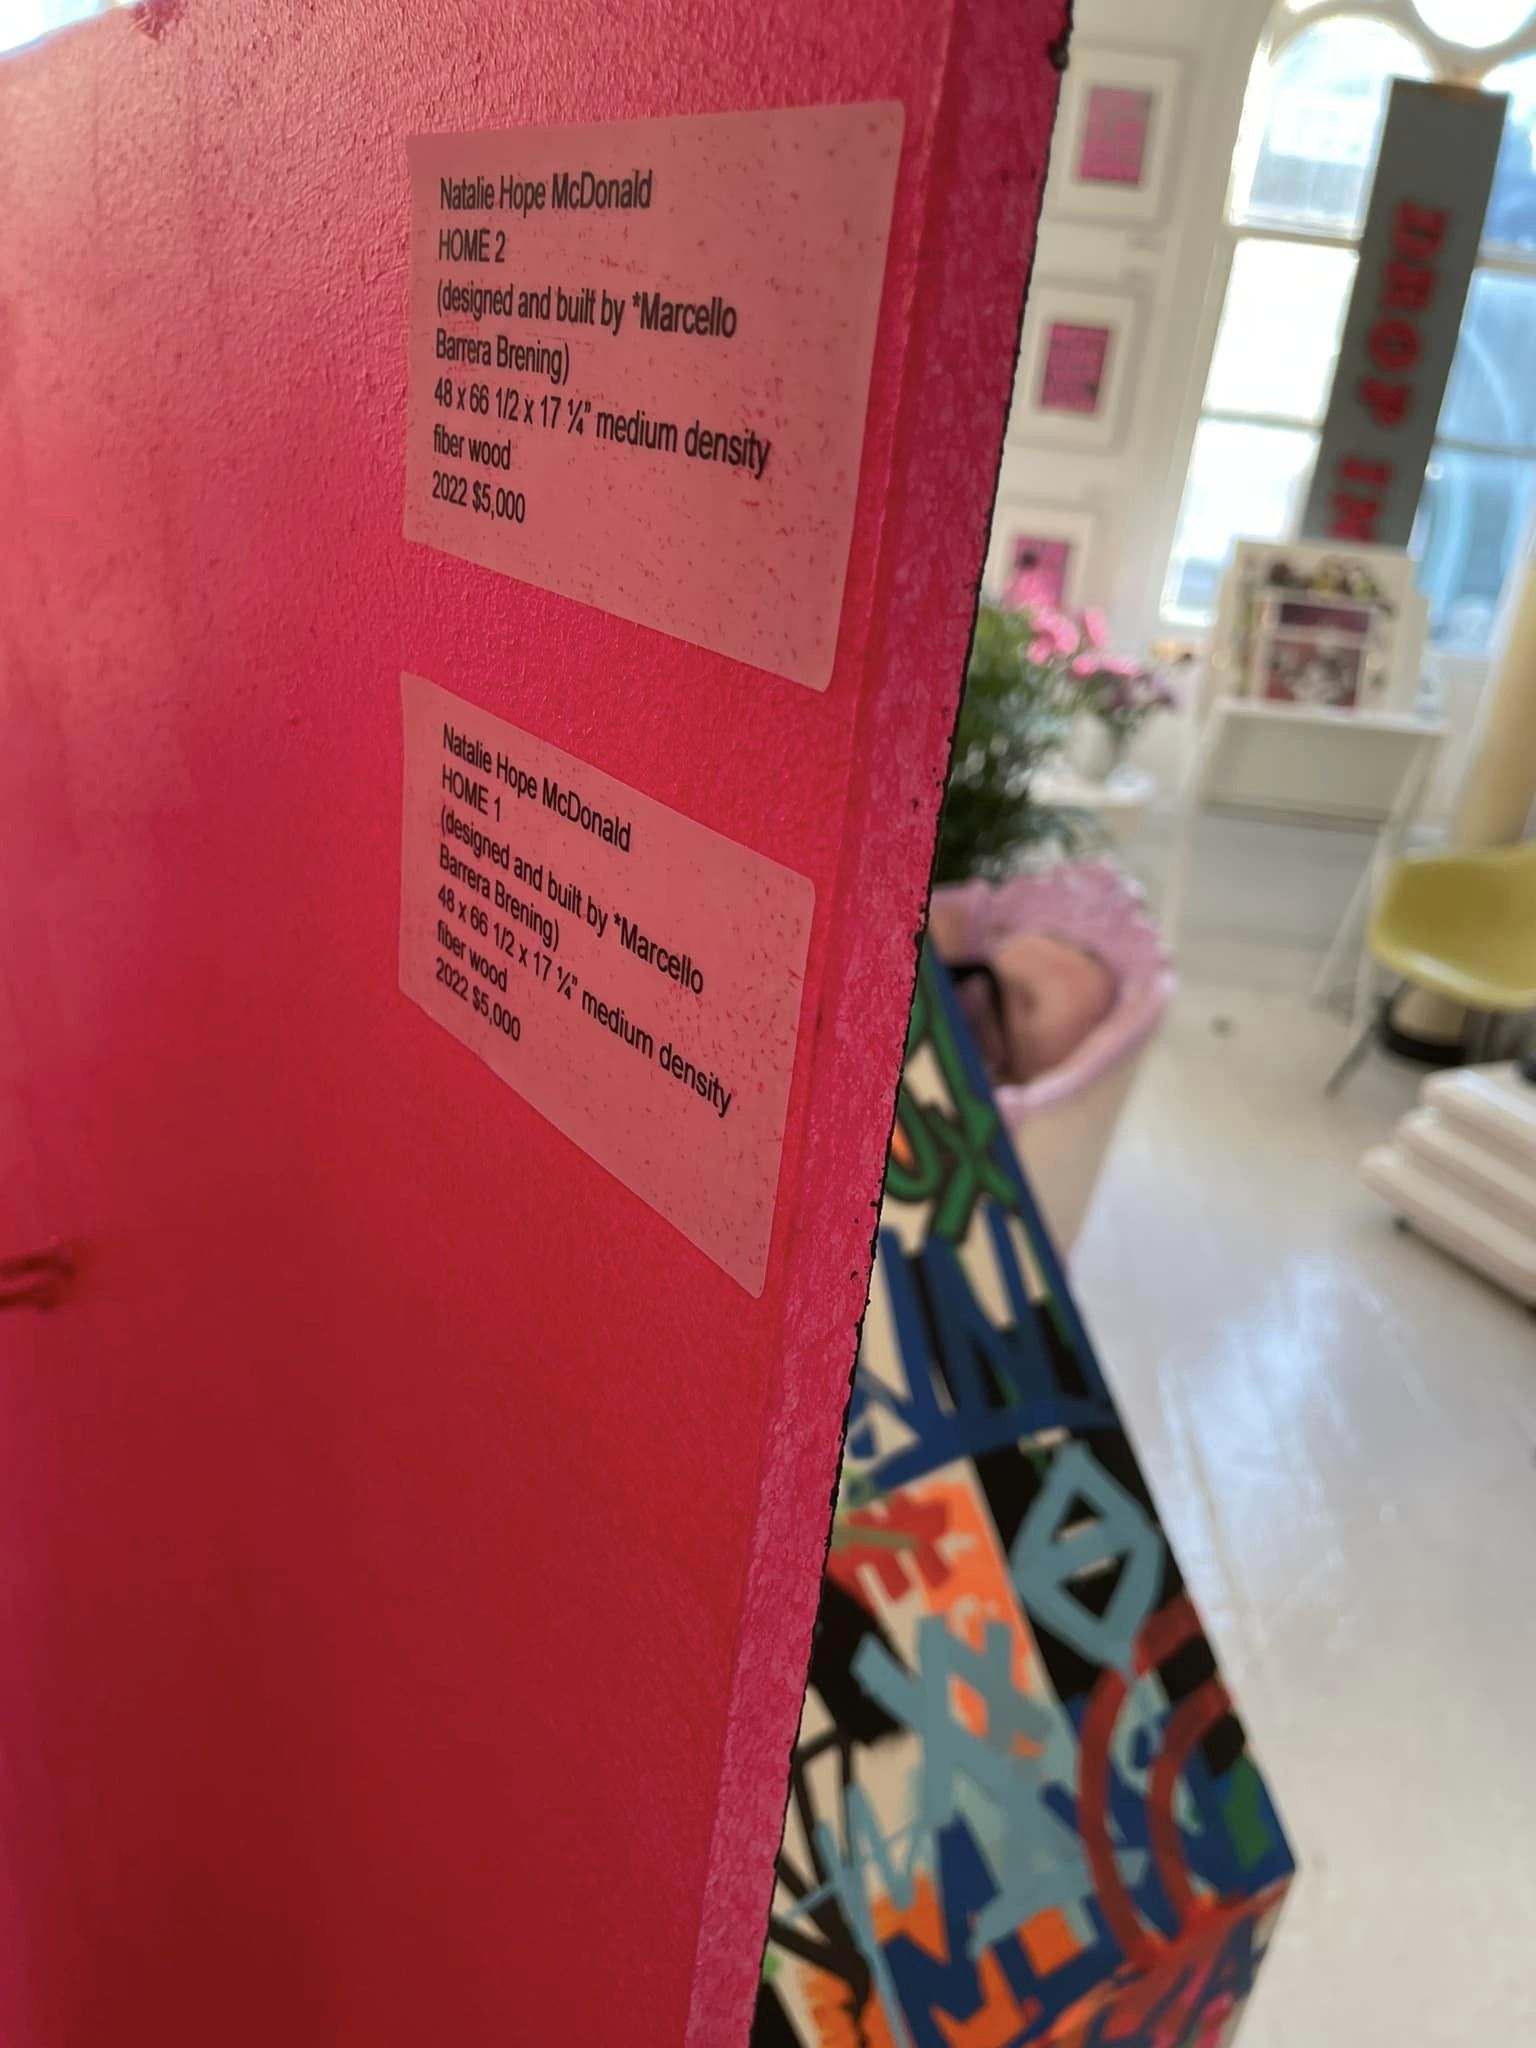 Natalie Hope McDonald
HOME 2
(designed and built by *Marcello
Barrera Brening)
48 x 66 1/2 x 17 ¼” medium density
fiber wood
2022 $5,000
Natalie Hope McDonald
HOME 1
(designed and built by *Marcello
Barrera Brening)
48 x 66 1/2 x 17 ¼” medium density
fiber wood
2022 $5,000
DROP IN